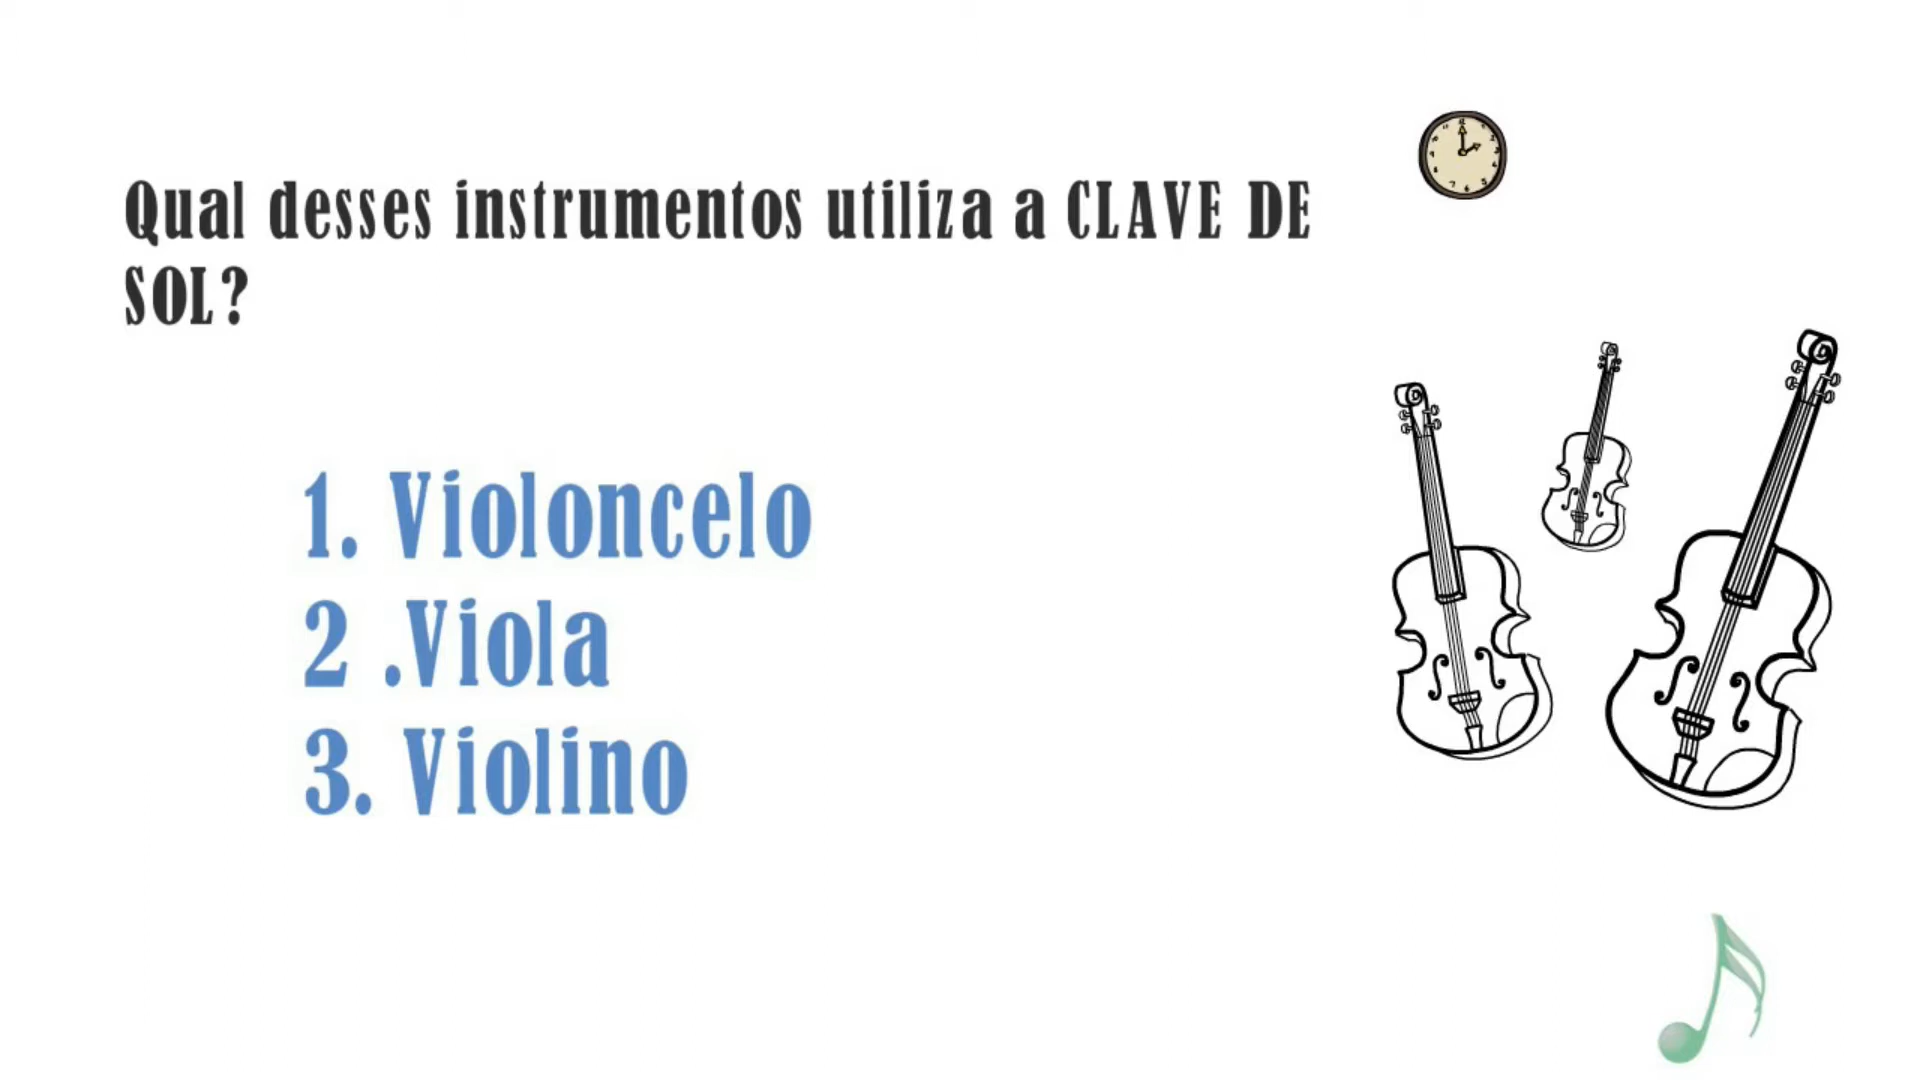 Qual desses instrumentos utiliza a CLAVE DE
SOL?
1. Violoncelo
2 .Viola
3. Violino